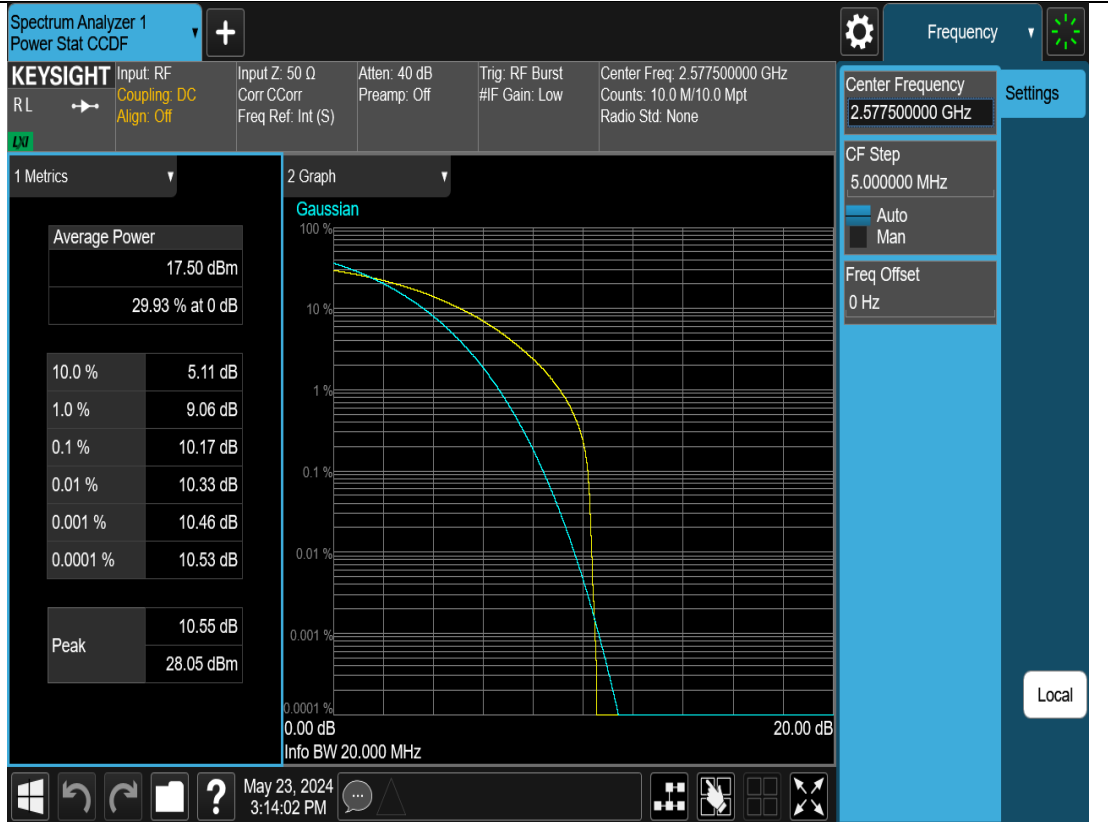 Spectrum Analyzer 1
Power Stat CCDF
Frequency
KEYSIGHT
RL
LXI
Input: RF
Coupling: DC
Align: Off
Input Z: 50 Ω
Corr CCorr
Freq Ref: Int (S)
Atten: 40 dB
Preamp: Off
Trig: RF Burst
#IF Gain: Low
Center Freq: 2.577500000 GHz
Counts: 10.0 M/10.0 Mpt
Radio Std: None
Center Frequency
2.577500000 GHz
Settings
CF Step
5.000000 MHz
Auto
Man
Freq Offset
0 Hz
Local
1 Metrics
Average Power
17.50 dBm
29.93 % at 0 dB
10.0 % 5.11 dB
1.0 % 9.06 dB
0.1 % 10.17 dB
0.01 % 10.33 dB
0.001 % 10.46 dB
0.0001 % 10.53 dB
Peak
10.55 dB
28.05 dBm
2 Graph
Gaussian
100 %
10 %
1 %
0.1 %
0.01 %
0.001 %
0.0001 %
0.00 dB 20.00 dB
Info BW 20.000 MHz
?
May 23, 2024
3:14:02 PM